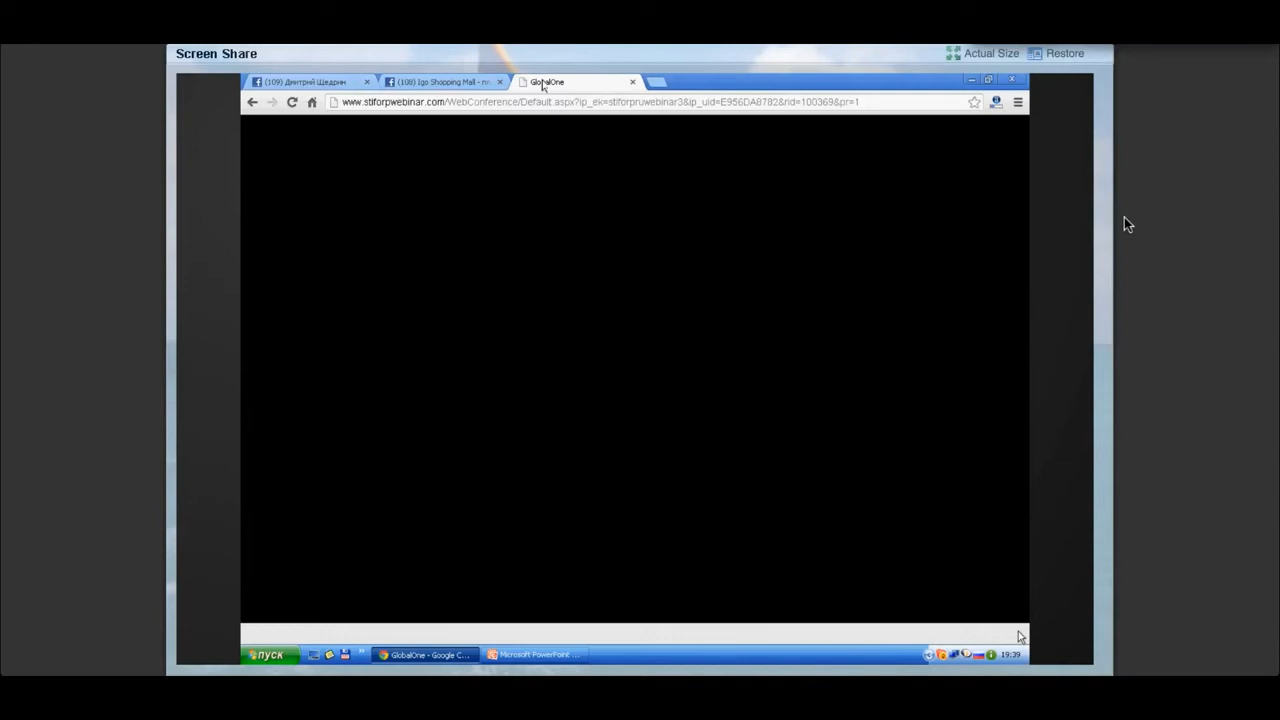 Screen Share
Actual Size
Restore
(109) Дмитрий Щедрин
(108) Igo Shopping Mall -
GlobalOne
www.stiforpwebinar.com/WebConference/Default.aspx?ip_ek=stiforpruwebinar3&ip_uid=E956DA8782&rid=100369&pr=1
пуск
GlobalOne - Google C...
Microsoft PowerPoint ...
19:39